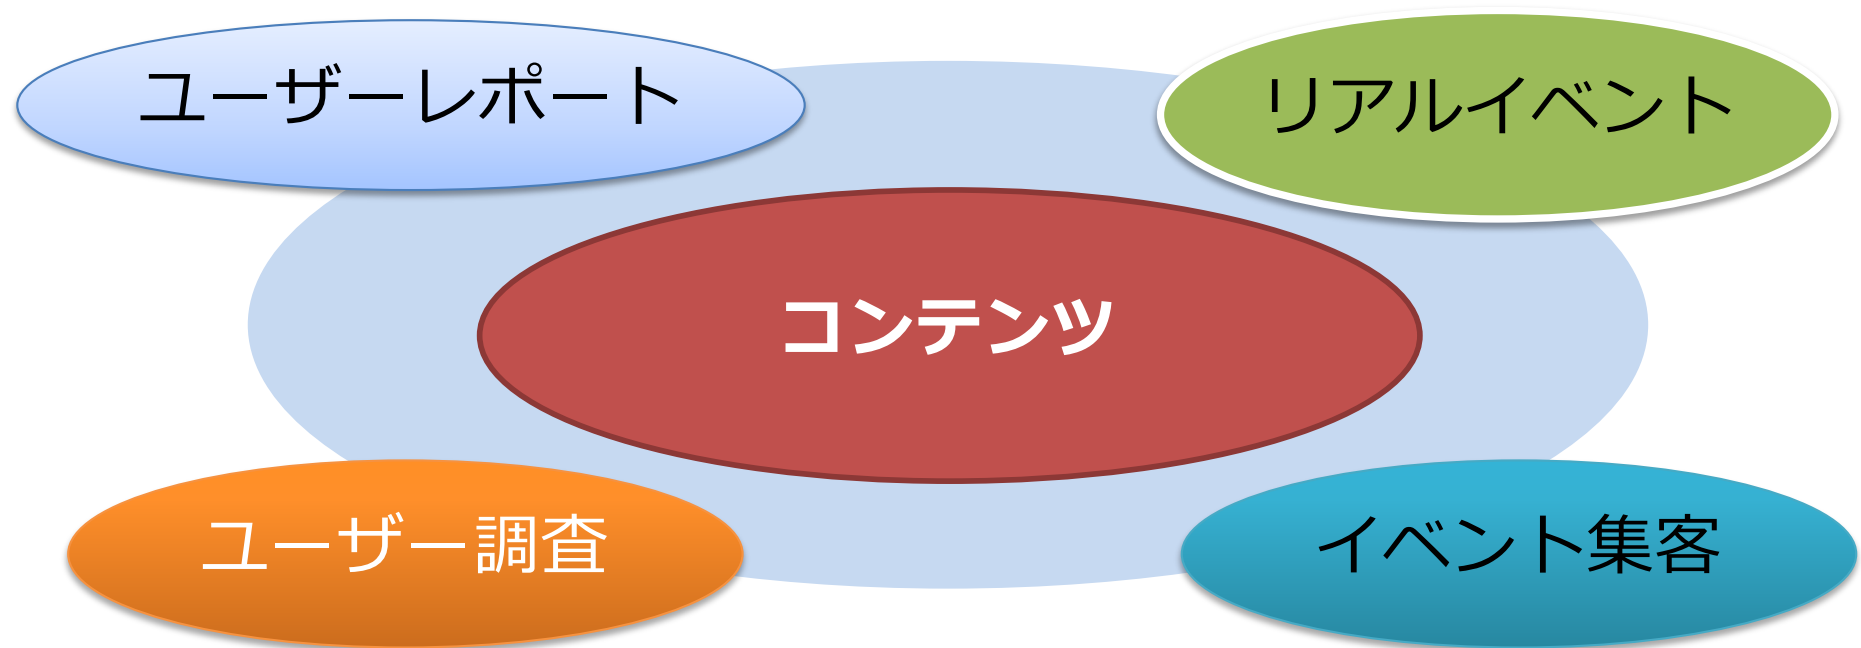 ユーザーレポート
リアルイベント
コンテンツ
ユーザー調査
イベント集客